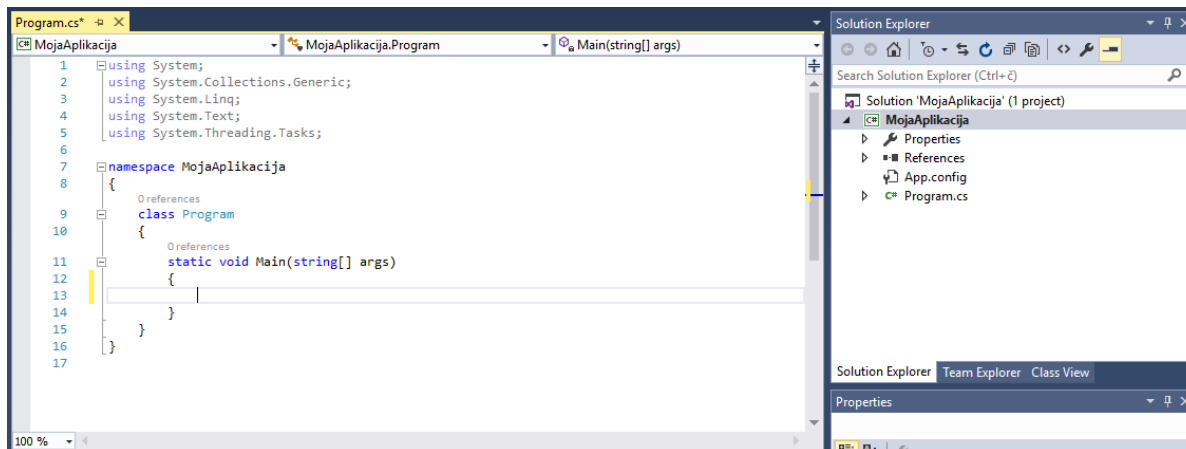 Program.cs*
MojaAplikacija
MojaAplikacija.Program
Main(string[] args)
1 using System;
2 using System.Collections.Generic;
3 using System.Linq;
4 using System.Text;
5 using System.Threading.Tasks;
6
7 namespace MojaAplikacija
8 {
0 references
9 class Program
10 {
0 references
11 static void Main(string[] args)
12 {
13
14 }
15 }
16 }
17
100 %
Solution Explorer
Search Solution Explorer (Ctrl+č)
Solution 'MojaAplikacija' (1 project)
C# MojaAplikacija
Properties
References
App.config
C# Program.cs
Solution Explorer Team Explorer Class View
Properties